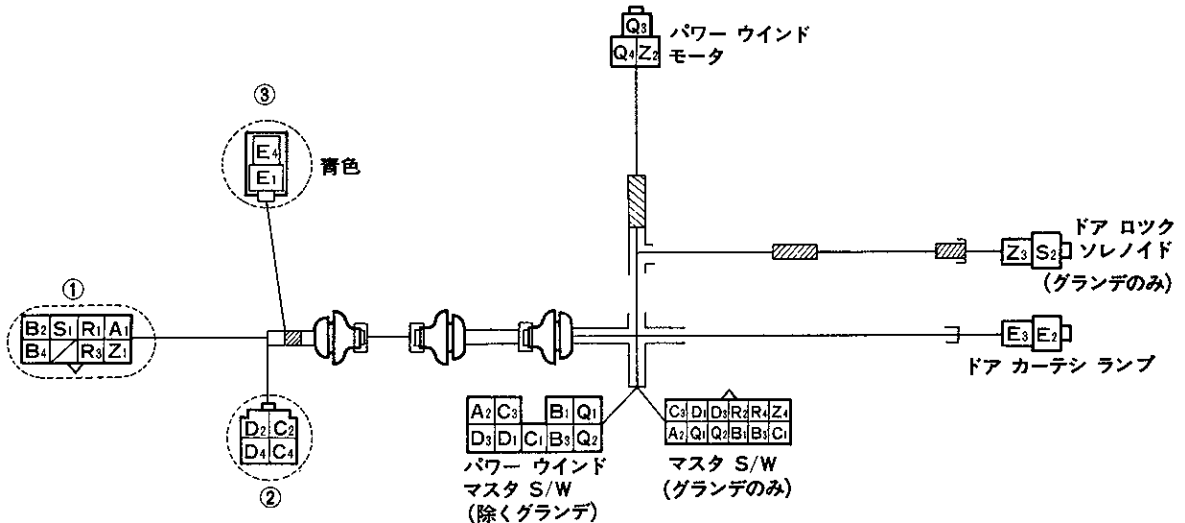 Q3
Q4 Z2
パワー ウインド
モータ
③
E4
E1
青色
ドア ロツク
ソレノイド
(グランデのみ)
Z3 S2
①
B2 S1 R1 A1
B4 R3 Z1
E3 E2
ドア カーテシ ランプ
D2 C2
D4 C4
②
A2 C3 B1 Q1
D3 D1 C1 B3 Q2
パワー ウインド
マスタ S/W
(除くグランデ)
C3 D1 D3 R2 R4 Z4
A2 Q1 Q2 B1 B3 C1
マスタ S/W
(グランデのみ)